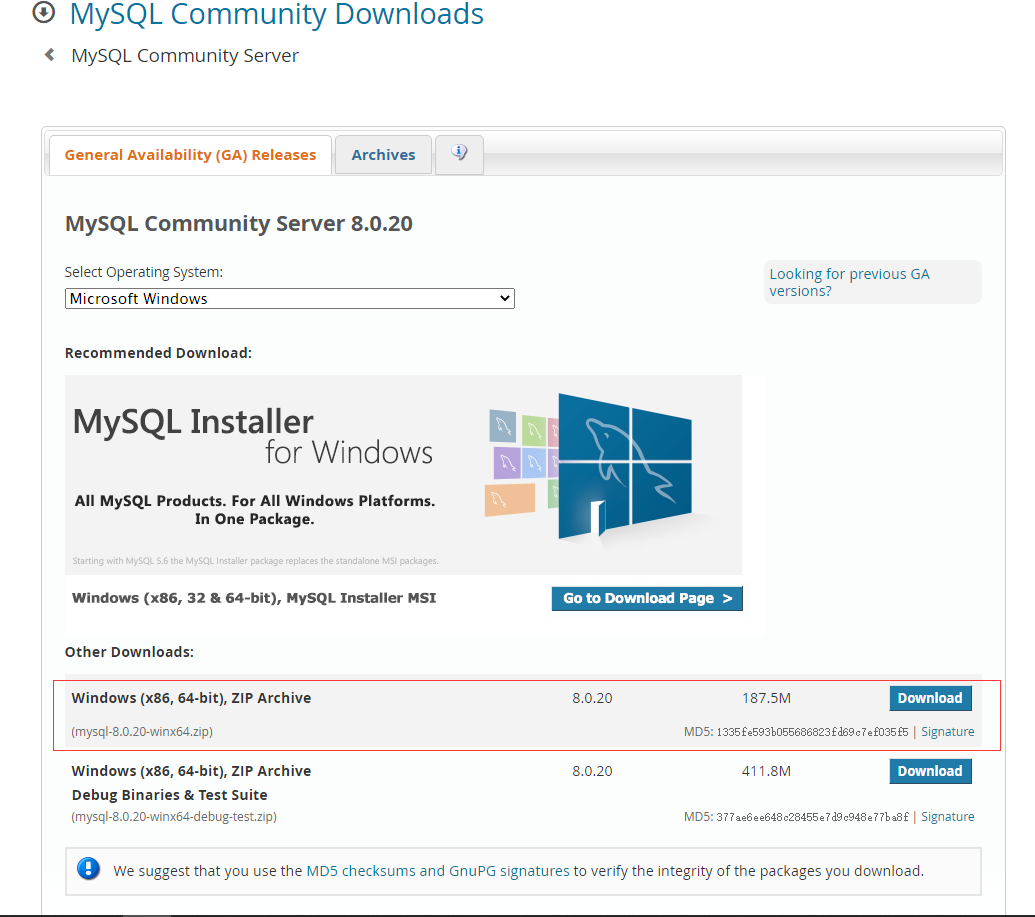 MySQL Community Downloads
MySQL Community Server
General Availability (GA) Releases
Archives
MySQL Community Server 8.0.20
Select Operating System:
Microsoft Windows
Looking for previous GA
versions?
Recommended Download:
MySQL Installer
for Windows
All MySQL Products. For All Windows Platforms.
In One Package.
Starting with MySQL 5.6 the MySQL Installer package replaces the standalone MSI packages.
Windows (x86, 32 & 64-bit), MySQL Installer MSI
Go to Download Page >
Other Downloads:
Windows (x86, 64-bit), ZIP Archive 8.0.20 187.5M Download
(mysql-8.0.20-winx64.zip) MD5: 1335fe593b055686823fd69c7ef035f5 | Signature
Windows (x86, 64-bit), ZIP Archive 8.0.20 411.8M Download
Debug Binaries & Test Suite
(mysql-8.0.20-winx64-debug-test.zip) MD5: 377ae6ee648c28455e7d9c948e77ba8f | Signature
We suggest that you use the MD5 checksums and GnuPG signatures to verify the integrity of the packages you download.